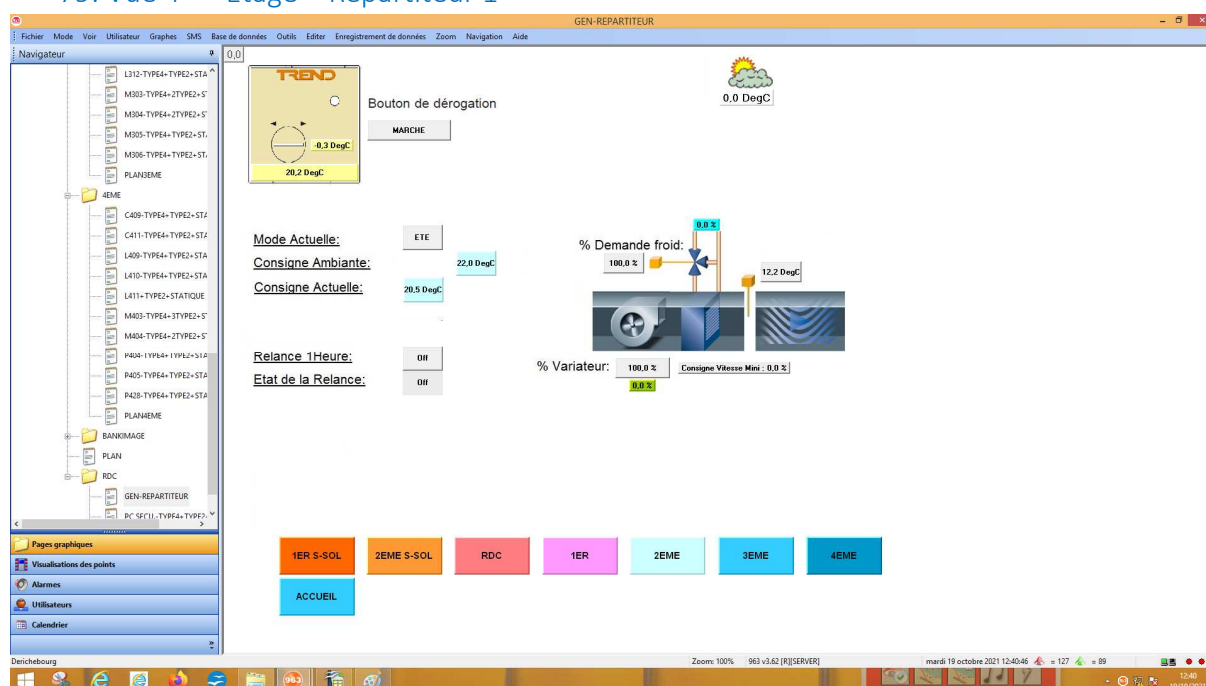 GEN-REPARTITEUR
Fichier Mode Voir Utilisateur Graphes SMS Base de données Outils Editer Enregistrement de données Zoom Navigation Aide
Navigateur
0,0
L312-TYPE4+TYPE2+STA
M303-TYPE4+2TYPE2+S
M304-TYPE4+2TYPE2+S
M305-TYPE4+TYPE2+ST
M306-TYPE4+TYPE2+ST
PLAN3EME
4EME
C409-TYPE4+TYPE2+STA
C411-TYPE4+TYPE2+STA
L409-TYPE4+TYPE2+STA
L410-TYPE4+TYPE2+STA
L411+TYPE2+STATIQUE
M403-TYPE4+3TYPE2+S
M404-TYPE4+2TYPE2+S
P404-TYPE4+TYPE2+STA
P405-TYPE4+TYPE2+STA
P428-TYPE4+TYPE2+STA
PLAN4EME
BANKIMAGE
PLAN
RDC
GEN-REPARTITEUR
PC SECU.-TYPE4+TYPE2-
Pages graphiques
Visualisations des points
Alarmes
Utilisateurs
Calendrier
TREND
Bouton de dérogation
MARCHE
-0,3 DegC
20,2 DegC
0,0 DegC
Mode Actuelle:
ETE
Consigne Ambiante:
22,0 DegC
Consigne Actuelle:
20,5 DegC
Relance 1Heure:
Off
Etat de la Relance:
Off
0,0 %
% Demande froid:
100,0 %
12,2 DegC
% Variateur:
100,0 %
Consigne Vitesse Mini : 0,0 %
0,0 %
1ER S-SOL
2EME S-SOL
RDC
1ER
2EME
3EME
4EME
ACCUEIL
Derichebourg
Zoom: 100%
963 v3.62 [R][SERVER]
mardi 19 octobre 2021 12:40:46
= 127
= 89
963
12:40